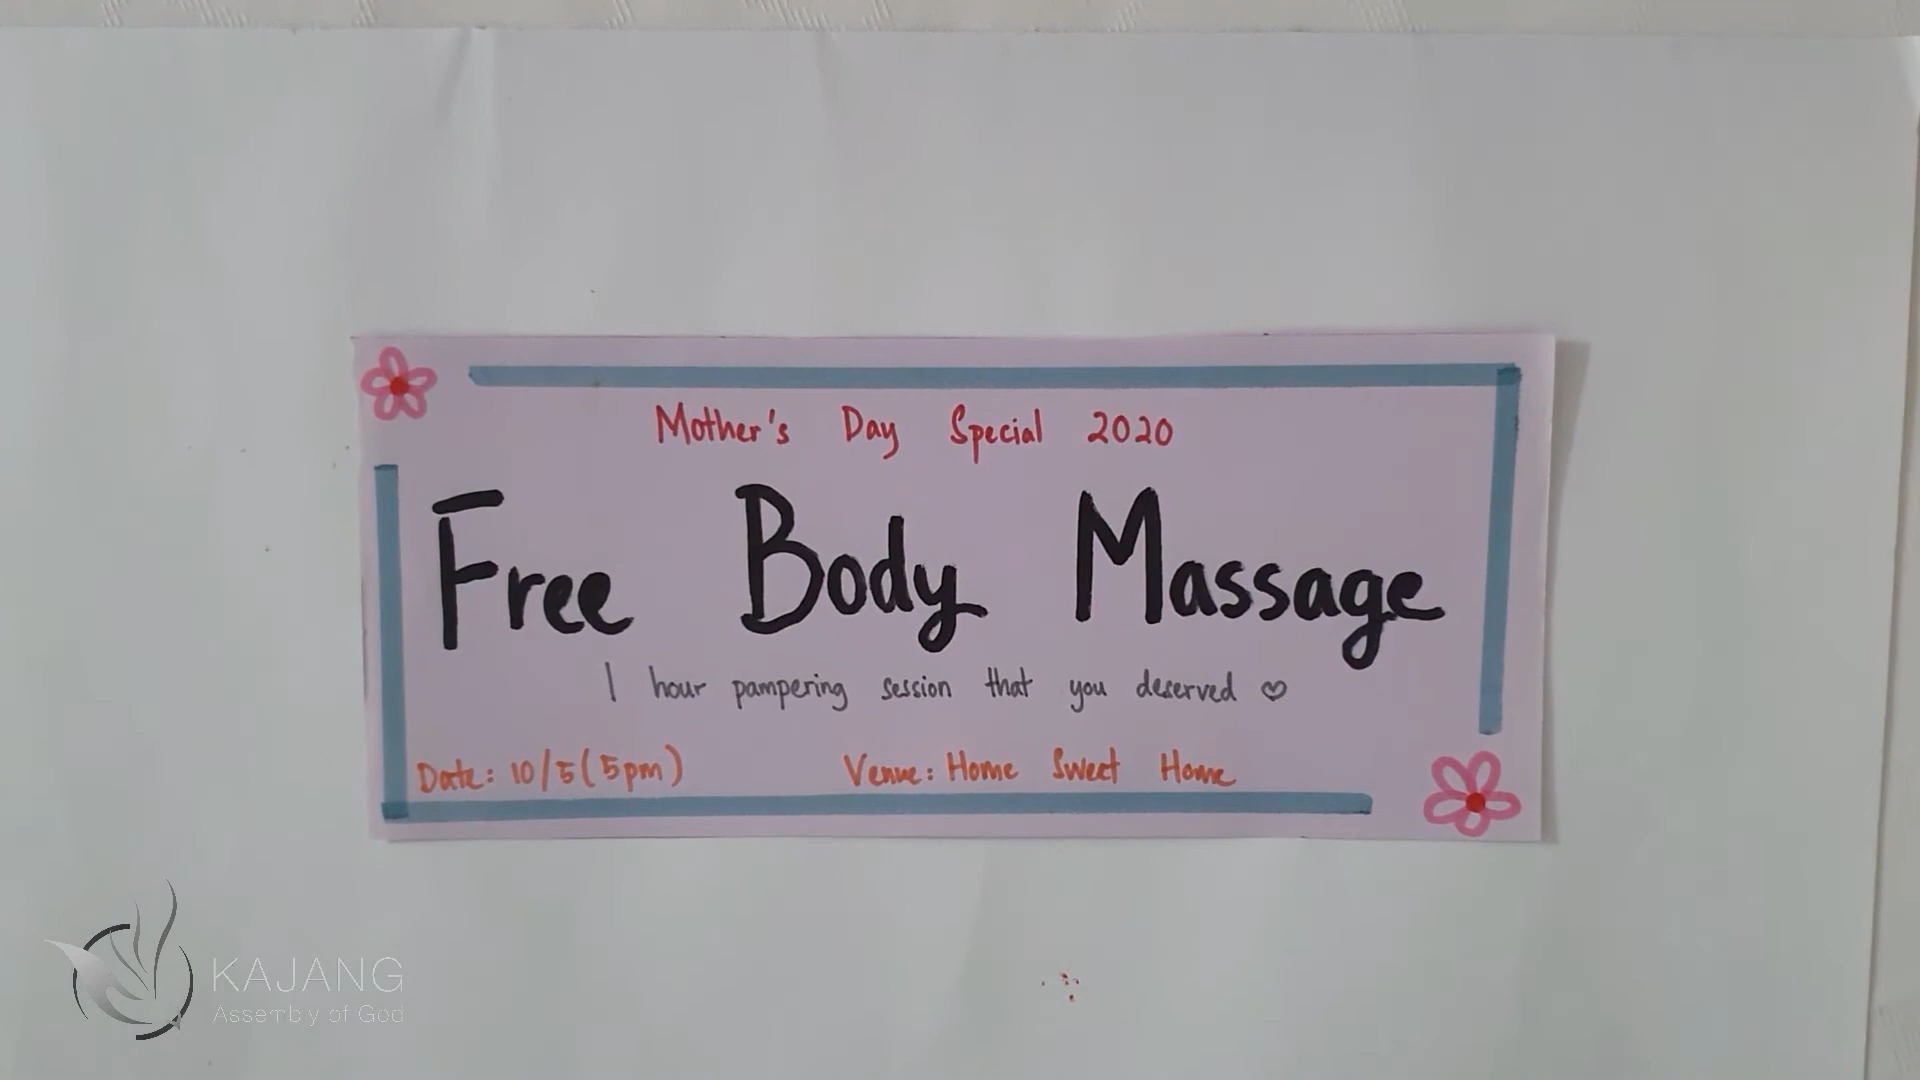 Mother's Day Special 2020
Free Body Massage
1 hour pampering session that you deserved ♡
Date: 10/5 (5pm) Venue: Home Sweet Home
KAJANG
Assembly of God